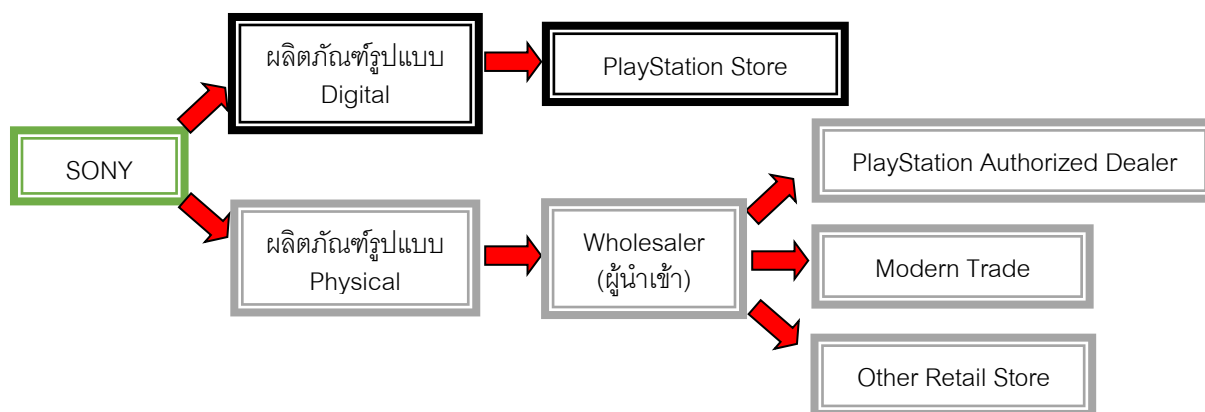 ผลิตภัณฑ์รูปแบบ
Digital
PlayStation Store
SONY
PlayStation Authorized Dealer
ผลิตภัณฑ์รูปแบบ
Physical
Wholesaler
(ผู้นำเข้า)
Modern Trade
Other Retail Store